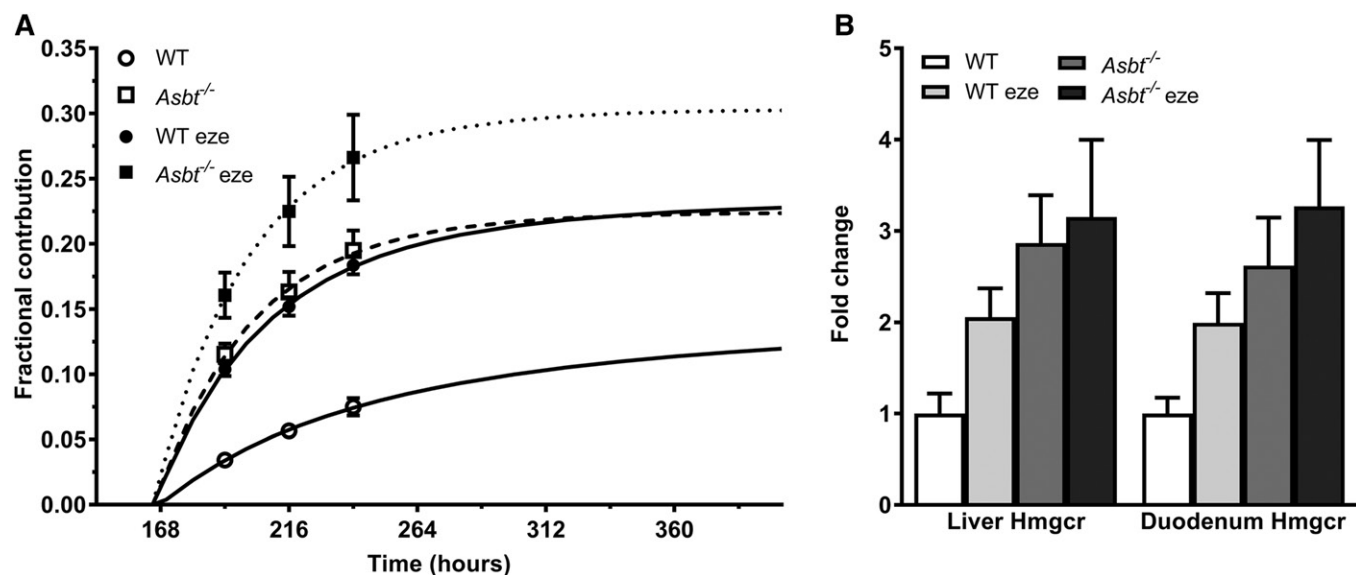 A
Fractional contrbution
0.35
0.30
0.25
0.20
0.15
0.10
0.05
0.00
WT
Asbt-/-
WT eze
Asbt-/- eze
168 216 264 312 360
Time (hours)
B
Fold change
5
4
3
2
1
0
WT Asbt-/-
WT eze Asbt-/- eze
Liver Hmgcr Duodenum Hmgcr